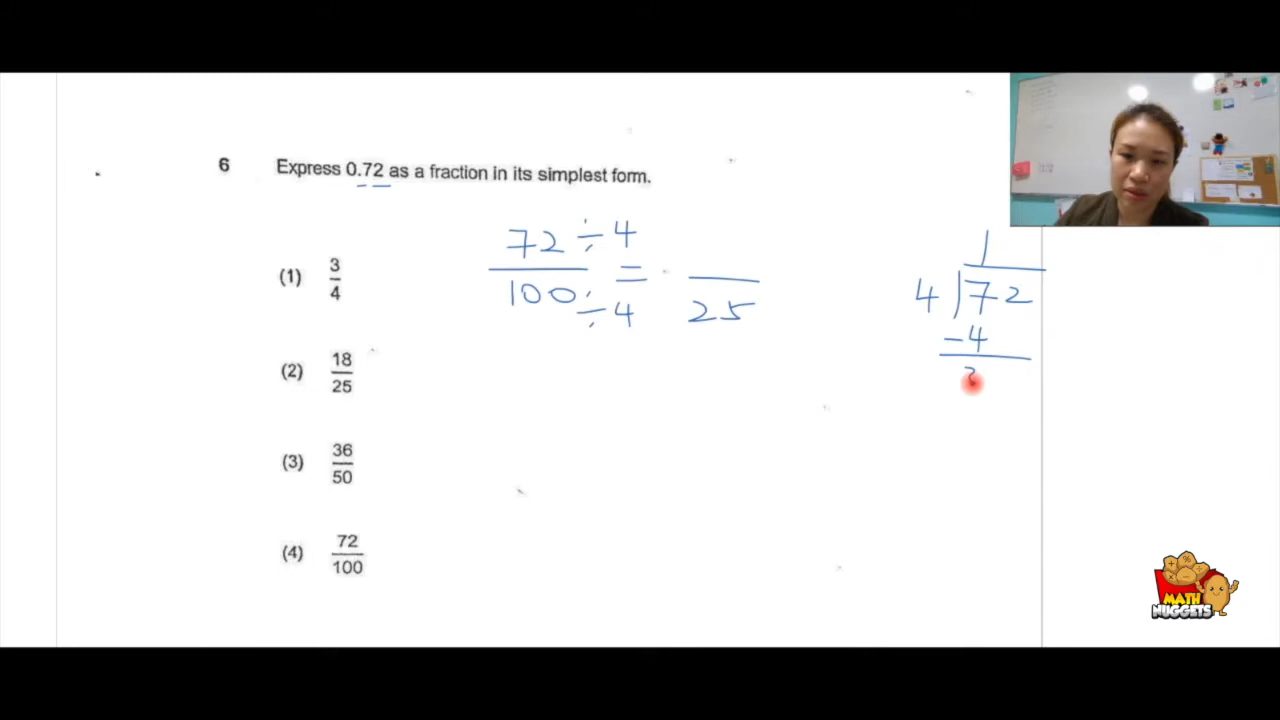 6 Express 0.72 as a fraction in its simplest form.
72 ÷ 4
100 ÷ 4
=
25
1
4 72
- 4
3
(1) 3/4
(2) 18/25
(3) 36/50
(4) 72/100
MATH
NUGGETS